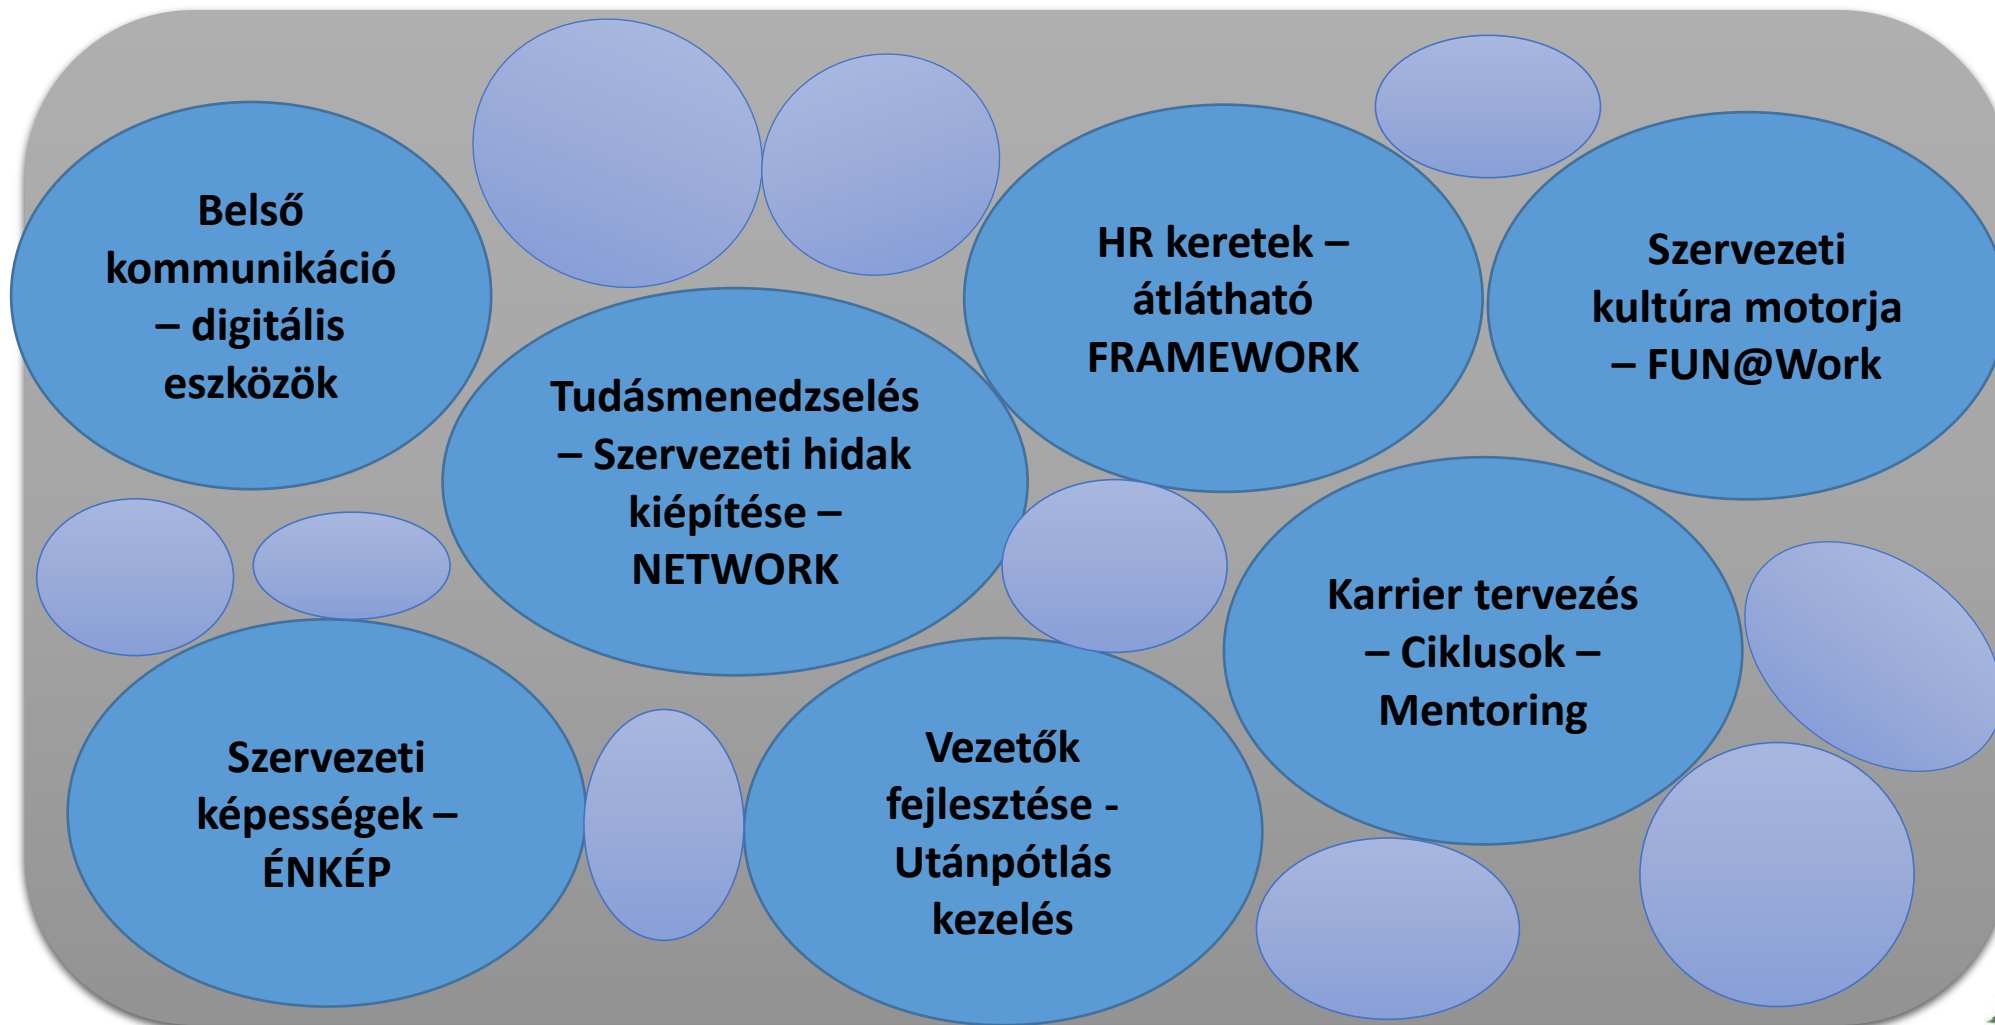 Belső
kommunikáció
– digitális
eszközök
Tudásmenedzselés
– Szervezeti hidak
kiépítése –
NETWORK
HR keretek –
átlátható
FRAMEWORK
Szervezeti
kultúra motorja
– FUN@Work
Szervezeti
képességek –
ÉNKÉP
Vezetők
fejlesztése -
Utánpótlás
kezelés
Karrier tervezés
– Ciklusok –
Mentoring